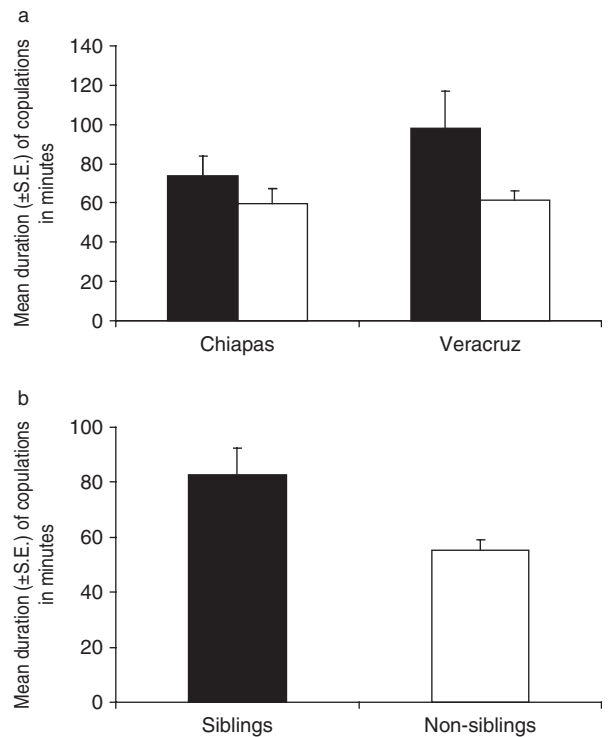 a
Mean duration (±S.E.) of copulations
in minutes
140
120
100
80
60
40
20
0
Chiapas Veracruz
b
Mean duration (±S.E.) of copulations
in minutes
100
80
60
40
20
0
Siblings Non-siblings